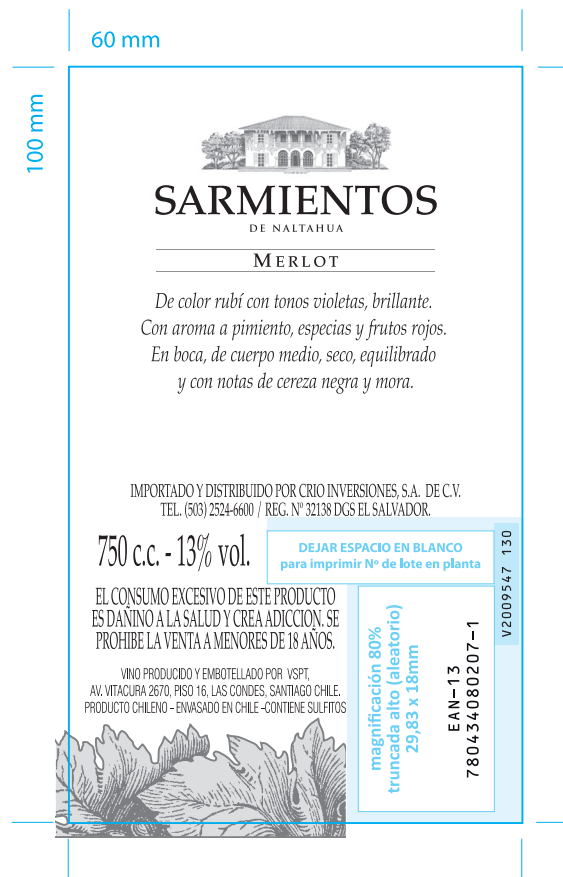 60 mm
100 mm
SARMIENTOS
DE NALTAHUA
MERLOT
De color rubí con tonos violetas, brillante.
Con aroma a pimiento, especias y frutos rojos.
En boca, de cuerpo medio, seco, equilibrado
y con notas de cereza negra y mora.
IMPORTADO Y DISTRIBUIDO POR CRIO INVERSIONES, S.A. DE C.V.
TEL. (503) 2524-6600 / REG. Nº 32138 DGS EL SALVADOR.
750 c.c. - 13% vol.
DEJAR ESPACIO EN BLANCO
para imprimir Nº de lote en planta
V2009547 130
EL CONSUMO EXCESIVO DE ESTE PRODUCTO
ES DAÑINO A LA SALUD Y CREA ADICCION. SE
PROHIBE LA VENTA A MENORES DE 18 AÑOS.
VINO PRODUCIDO Y EMBOTELLADO POR VSPT,
AV. VITACURA 2670, PISO 16, LAS CONDES, SANTIAGO CHILE.
PRODUCTO CHILENO – ENVASADO EN CHILE –CONTIENE SULFITOS
magnificación 80%
truncada alto (aleatorio)
29,83 x 18mm
EAN-13
7804340802071-1